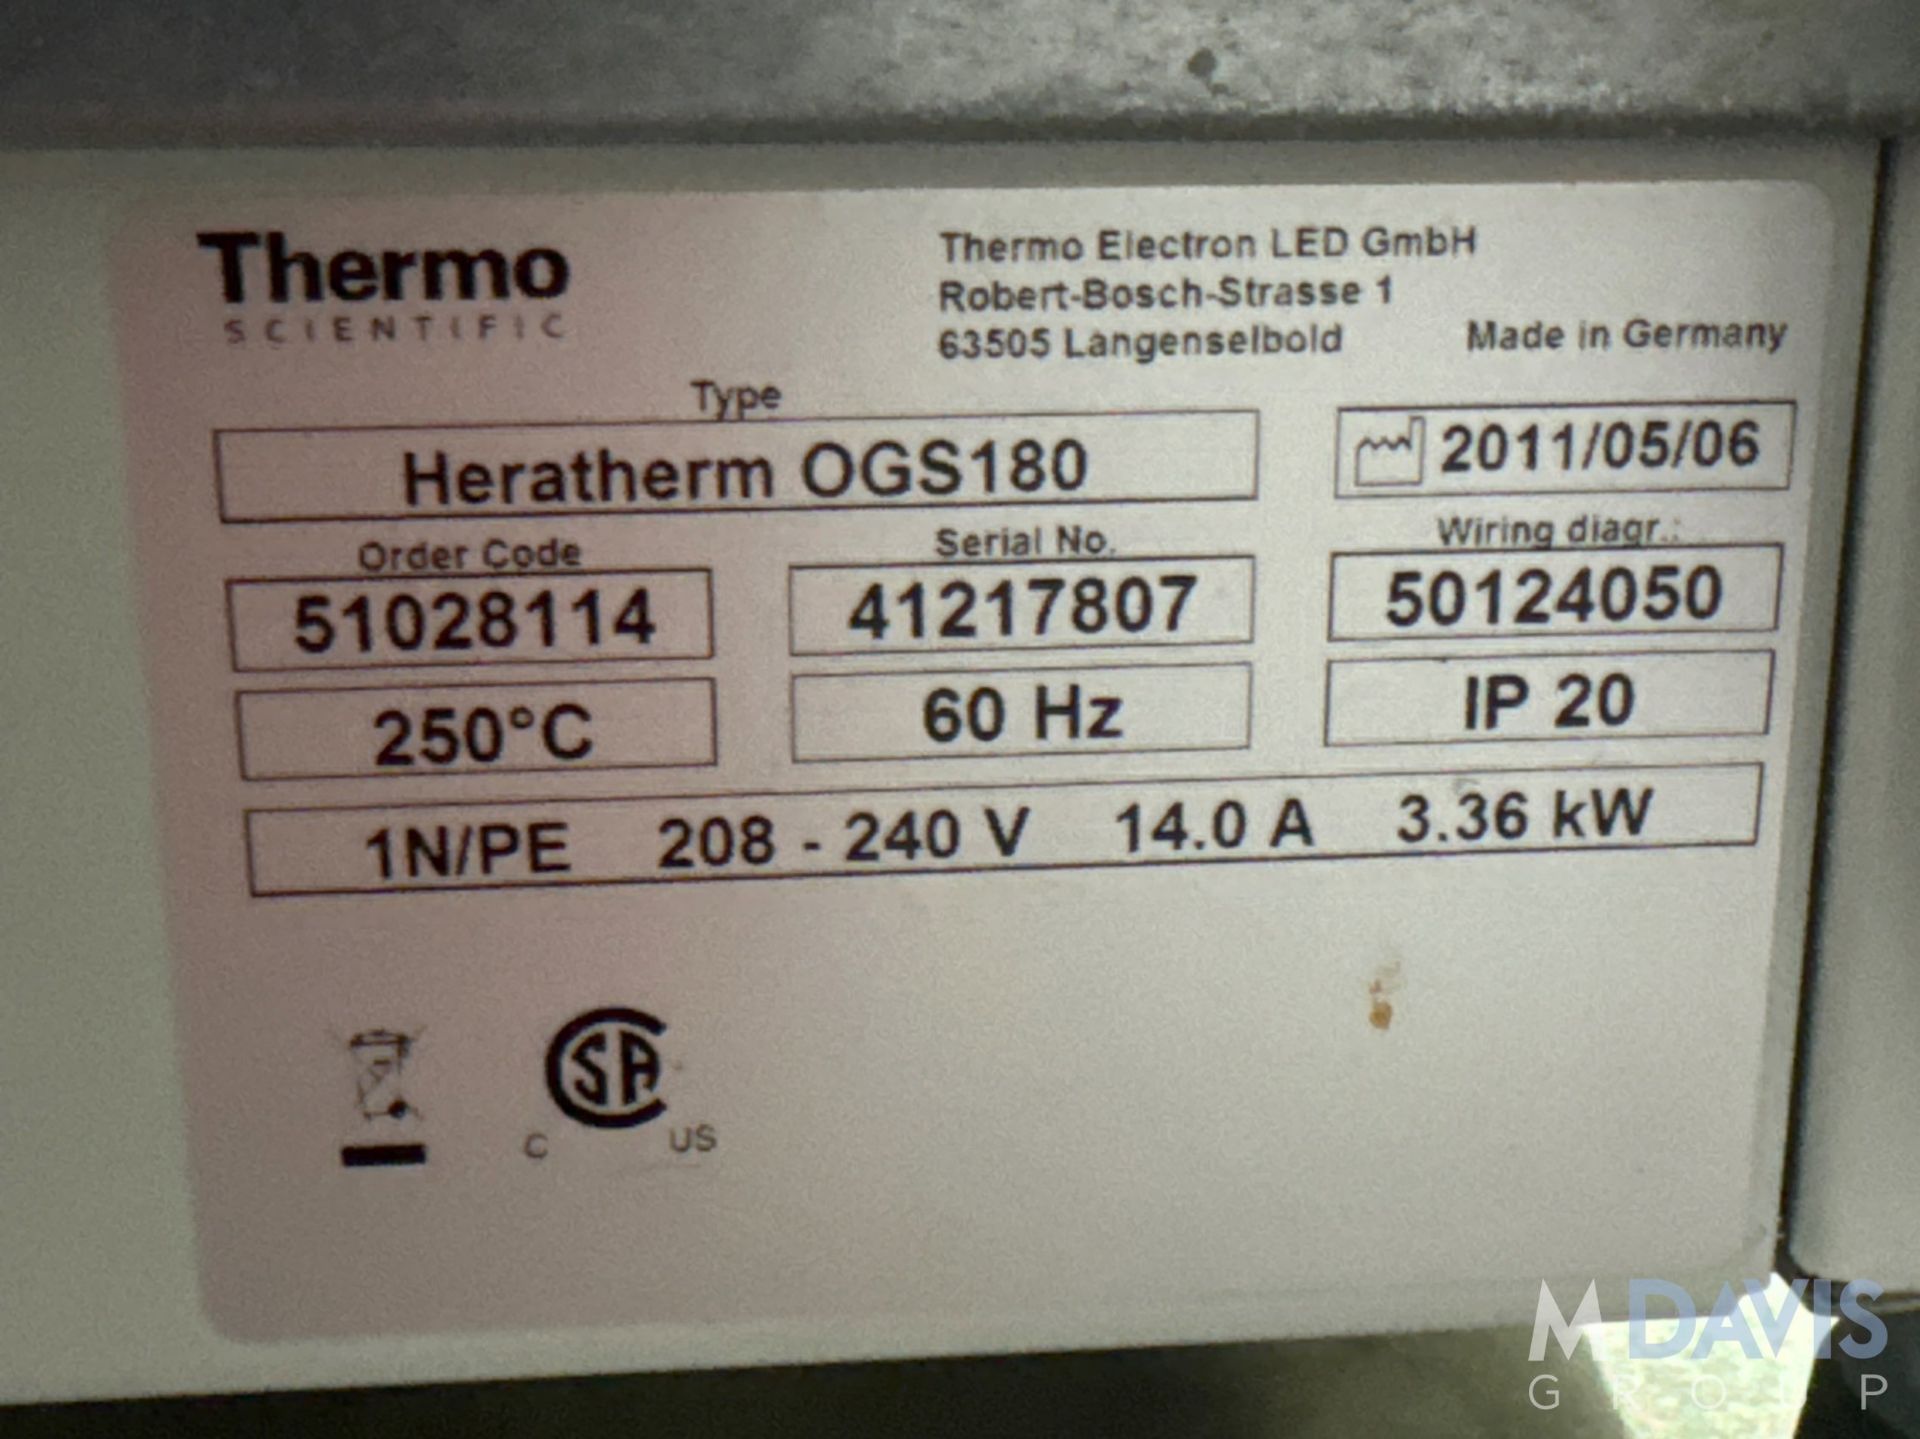 Thermo
SCIENTIFIC
Thermo Electron LED GmbH
Robert-Bosch-Strasse 1
63505 Langenselbold
Made in Germany
Type
Heratherm OGS180
2011/05/06
Order Code
Serial No.
Wiring diagr.:
51028114
41217807
50124050
250°C
60 Hz
IP 20
1N/PE 208 - 240 V 14.0 A 3.36 kW
SA
C US
M DAVIS
GROUP